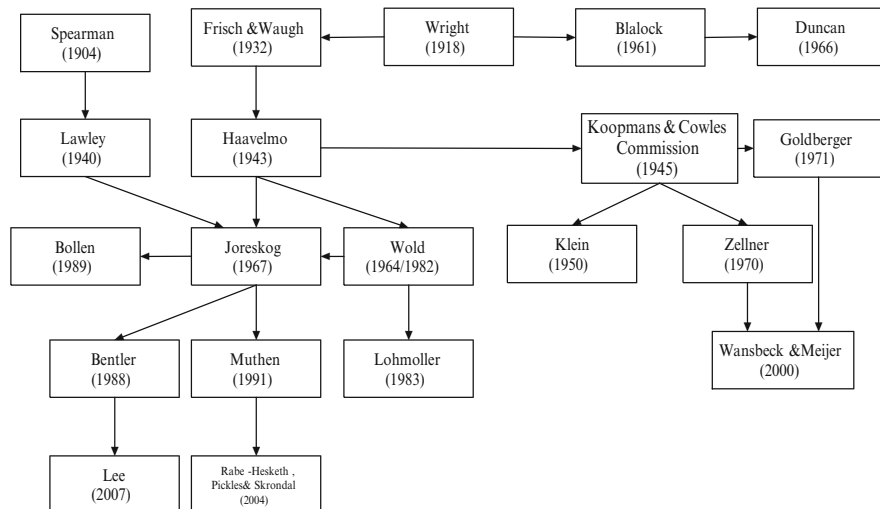 Spearman
(1904)
Frisch &Waugh
(1932)
Wright
(1918)
Blalock
(1961)
Duncan
(1966)
Lawley
(1940)
Haavelmo
(1943)
Koopmans & Cowles
Commission
(1945)
Goldberger
(1971)
Bollen
(1989)
Joreskog
(1967)
Wold
(1964/1982)
Klein
(1950)
Zellner
(1970)
Bentler
(1988)
Muthen
(1991)
Lohmoller
(1983)
Wansbeck &Meijer
(2000)
Lee
(2007)
Rabe -Hesketh ,
Pickles& Skrondal
(2004)